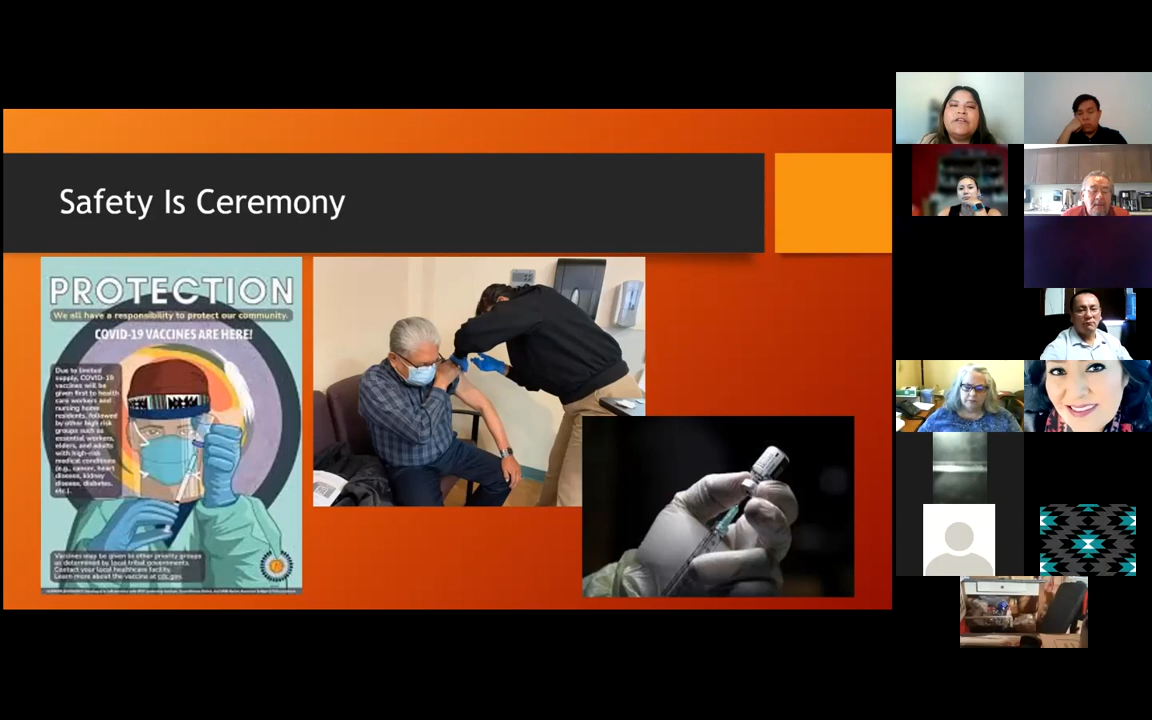 Safety Is Ceremony
PROTECTION
We all have a responsibility to protect our community.
COVID-19 VACCINES ARE HERE!
Due to limited
supply, COVID-19
vaccines will be
given first to health
care workers and
nursing home
residents, followed
by other high risk
groups such as
essential workers,
elders, and adults
with high-risk
medical conditions
(e.g., cancer, heart
disease, kidney
disease, diabetes,
etc.).
Vaccines may be given to other priority groups
as determined by local tribal governments.
Contact your local healthcare facility.
Learn more about the vaccine at cdc.gov.